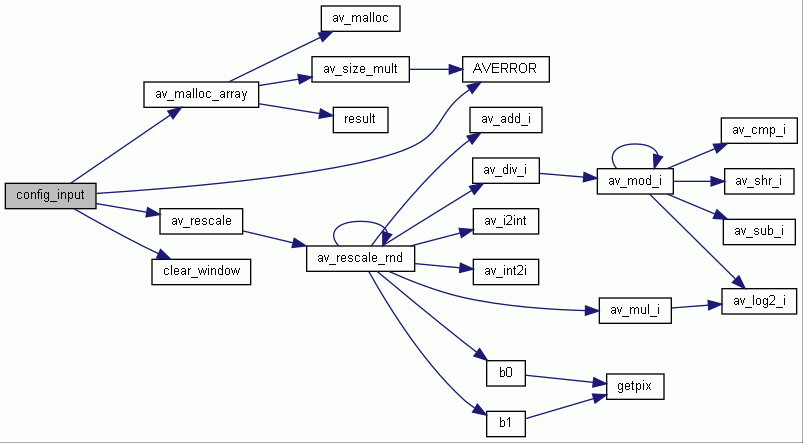 av_malloc
av_size_mult
AVERROR
av_malloc_array
result
av_add_i
av_cmp_i
av_div_i
av_mod_i
av_shr_i
config_input
av_rescale
av_i2int
av_sub_i
av_rescale_rnd
clear_window
av_int2i
av_mul_i
av_log2_i
b0
getpix
b1